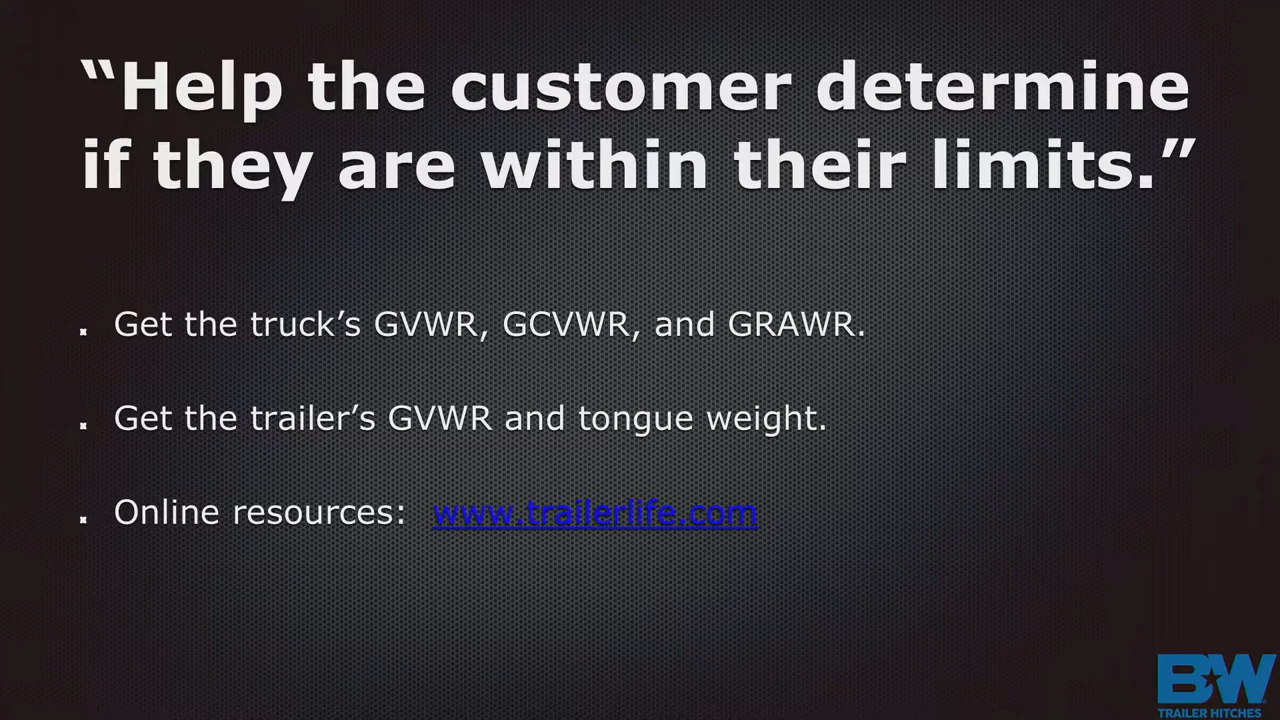 “Help the customer determine
if they are within their limits.”
Get the truck’s GVWR, GCVWR, and GRAWR.
Get the trailer’s GVWR and tongue weight.
Online resources: www.trailerlife.com
B&W
TRAILER HITCHES